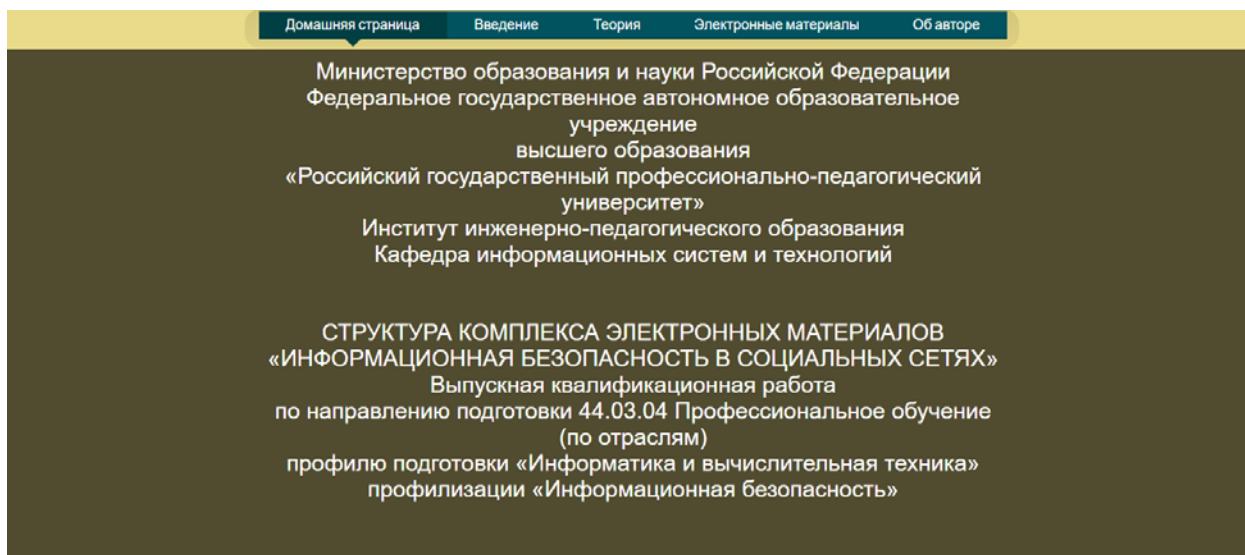 Домашняя страница Введение Теория Электронные материалы Об авторе
Министерство образования и науки Российской Федерации
Федеральное государственное автономное образовательное
учреждение
высшего образования
«Российский государственный профессионально-педагогический
университет»
Институт инженерно-педагогического образования
Кафедра информационных систем и технологий
СТРУКТУРА КОМПЛЕКСА ЭЛЕКТРОННЫХ МАТЕРИАЛОВ
«ИНФОРМАЦИОННАЯ БЕЗОПАСНОСТЬ В СОЦИАЛЬНЫХ СЕТЯХ»
Выпускная квалификационная работа
по направлению подготовки 44.03.04 Профессиональное обучение
(по отраслям)
профилю подготовки «Информатика и вычислительная техника»
профилизации «Информационная безопасность»